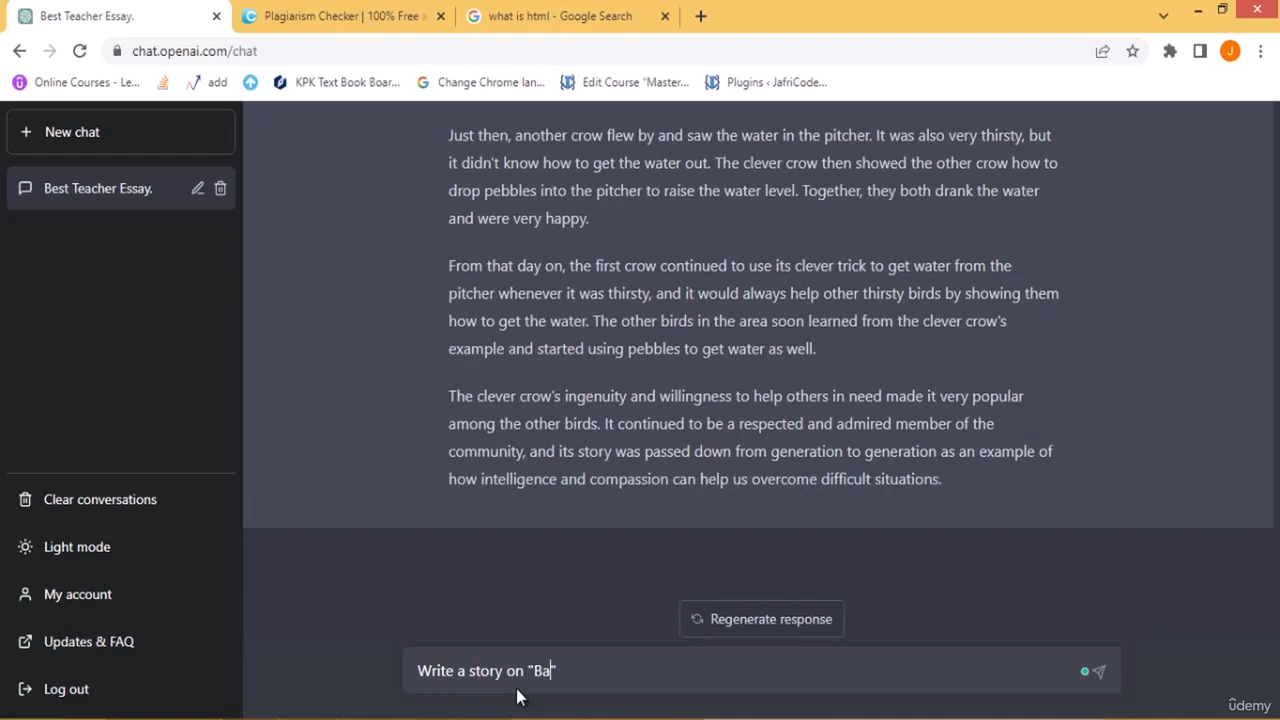 Best Teacher Essay.
Plagiarism Checker | 100% Free a
what is html - Google Search
chat.openai.com/chat
J
Online Courses - Le...
add
KPK Text Book Boar...
Change Chrome lan...
Edit Course “Master...
Plugins ‹ JafriCode...
New chat
Best Teacher Essay.
Just then, another crow flew by and saw the water in the pitcher. It was also very thirsty, but
it didn't know how to get the water out. The clever crow then showed the other crow how to
drop pebbles into the pitcher to raise the water level. Together, they both drank the water
and were very happy.
From that day on, the first crow continued to use its clever trick to get water from the
pitcher whenever it was thirsty, and it would always help other thirsty birds by showing them
how to get the water. The other birds in the area soon learned from the clever crow's
example and started using pebbles to get water as well.
The clever crow's ingenuity and willingness to help others in need made it very popular
among the other birds. It continued to be a respected and admired member of the
community, and its story was passed down from generation to generation as an example of
how intelligence and compassion can help us overcome difficult situations.
Clear conversations
Light mode
My account
Updates & FAQ
Log out
Regenerate response
Write a story on "Ba"
ûdemy